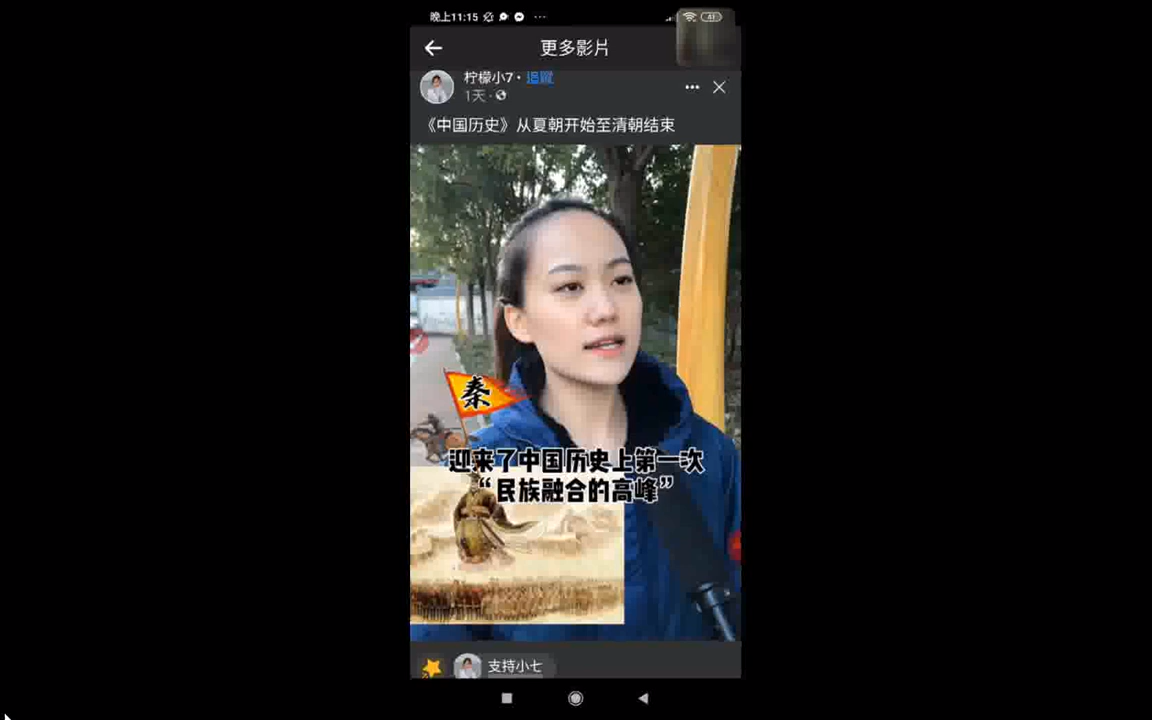 晚上11:15
41
更多影片
柠檬小7 · 追蹤
1天 ·
《中国历史》从夏朝开始至清朝结束
秦
迎来了中国历史上第一次
“民族融合的高峰”
支持小七